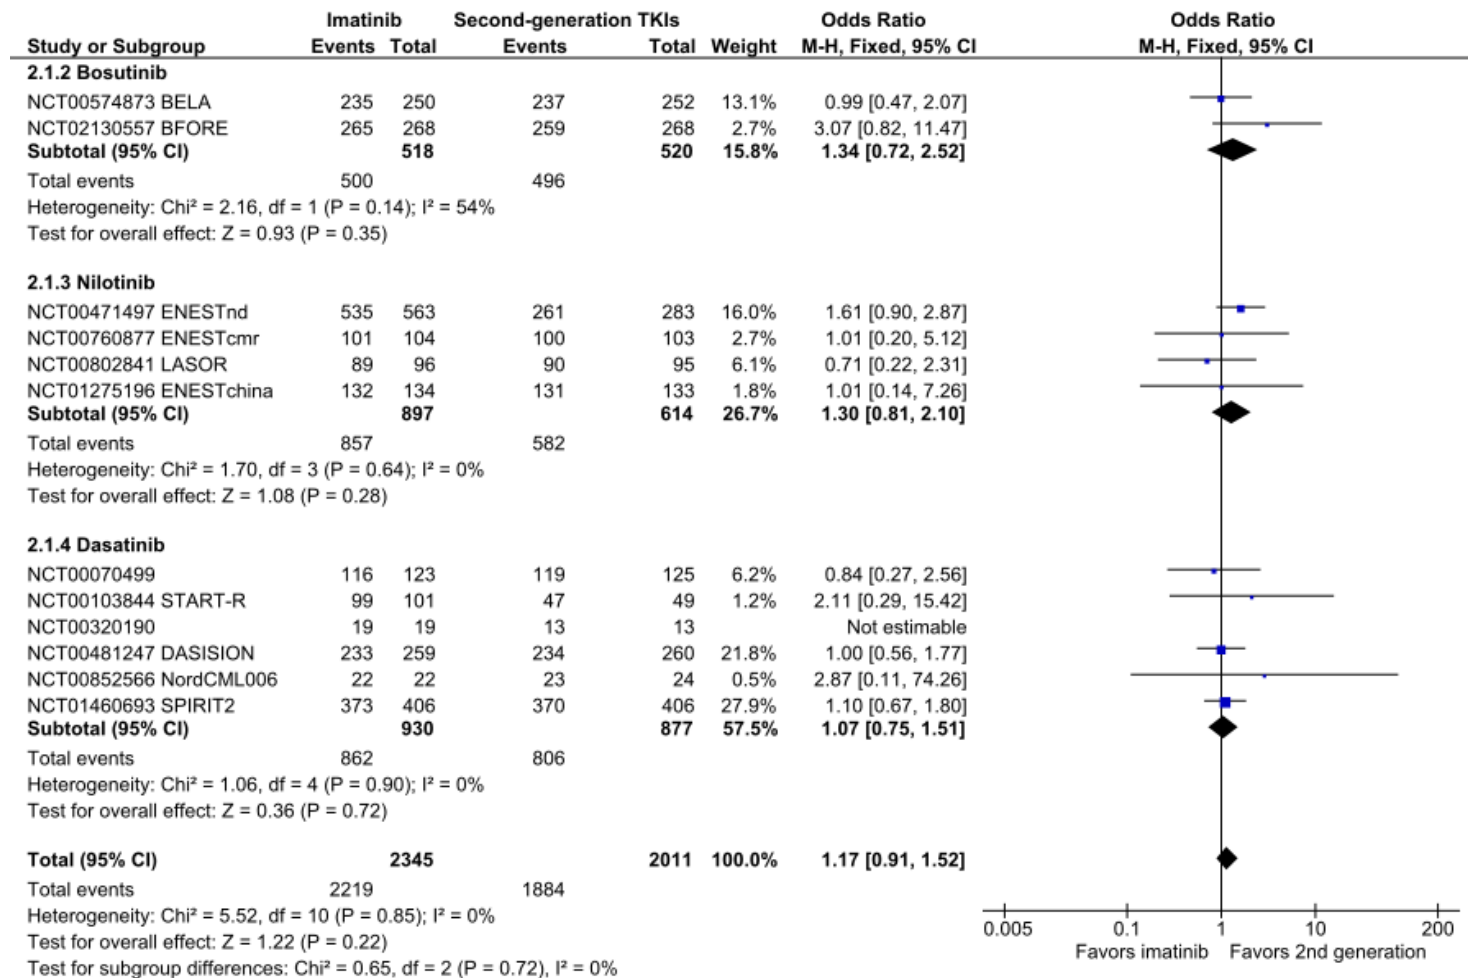 Imatinib Second-generation TKIs Odds Ratio Odds Ratio
Study or Subgroup Events Total Events Total Weight M-H, Fixed, 95% CI M-H, Fixed, 95% CI
2.1.2 Bosutinib
NCT00574873 BELA 235 250 237 252 13.1% 0.99 [0.47, 2.07]
NCT02130557 BFORE 265 268 259 268 2.7% 3.07 [0.82, 11.47]
Subtotal (95% CI) 518 520 15.8% 1.34 [0.72, 2.52]
Total events 500 496
Heterogeneity: Chi² = 2.16, df = 1 (P = 0.14); I² = 54%
Test for overall effect: Z = 0.93 (P = 0.35)
2.1.3 Nilotinib
NCT00471497 ENESTnd 535 563 261 283 16.0% 1.61 [0.90, 2.87]
NCT00760877 ENESTcmr 101 104 100 103 2.7% 1.01 [0.20, 5.12]
NCT00802841 LASOR 89 96 90 95 6.1% 0.71 [0.22, 2.31]
NCT01275196 ENESTchina 132 134 131 133 1.8% 1.01 [0.14, 7.26]
Subtotal (95% CI) 897 614 26.7% 1.30 [0.81, 2.10]
Total events 857 582
Heterogeneity: Chi² = 1.70, df = 3 (P = 0.64); I² = 0%
Test for overall effect: Z = 1.08 (P = 0.28)
2.1.4 Dasatinib
NCT00070499 116 123 119 125 6.2% 0.84 [0.27, 2.56]
NCT00103844 START-R 99 101 47 49 1.2% 2.11 [0.29, 15.42]
NCT00320190 19 19 13 13 Not estimable
NCT00481247 DASISION 233 259 234 260 21.8% 1.00 [0.56, 1.77]
NCT00852566 NordCML006 22 22 23 24 0.5% 2.87 [0.11, 74.26]
NCT01460693 SPIRIT2 373 406 370 406 27.9% 1.10 [0.67, 1.80]
Subtotal (95% CI) 930 877 57.5% 1.07 [0.75, 1.51]
Total events 862 806
Heterogeneity: Chi² = 1.06, df = 4 (P = 0.90); I² = 0%
Test for overall effect: Z = 0.36 (P = 0.72)
Total (95% CI) 2345 2011 100.0% 1.17 [0.91, 1.52]
Total events 2219 1884
Heterogeneity: Chi² = 5.52, df = 10 (P = 0.85); I² = 0%
Test for overall effect: Z = 1.22 (P = 0.22)
Test for subgroup differences: Chi² = 0.65, df = 2 (P = 0.72), I² = 0%
0.005 0.1 1 10 200
Favors imatinib Favors 2nd generation